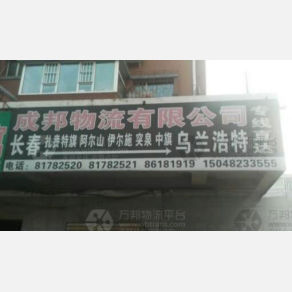 成邦物流有限公司
专线直达
长春 扎赉特旗 阿尔山 伊尔施 突泉 中旗 乌兰浩特
电话：81782520 81782521 86181919 15048233555
万邦物流平台